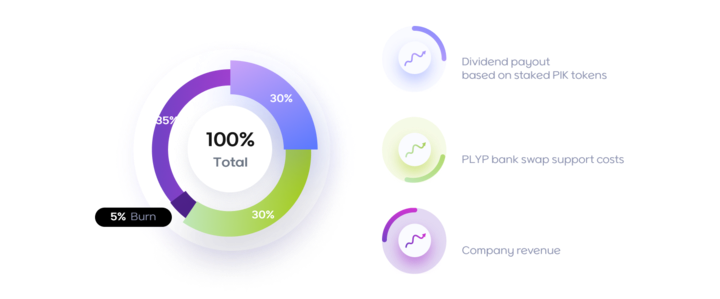 30%
35%
100%
Total
5% Burn
30%
Dividend payout
based on staked PIK tokens
PLYP bank swap support costs
Company revenue